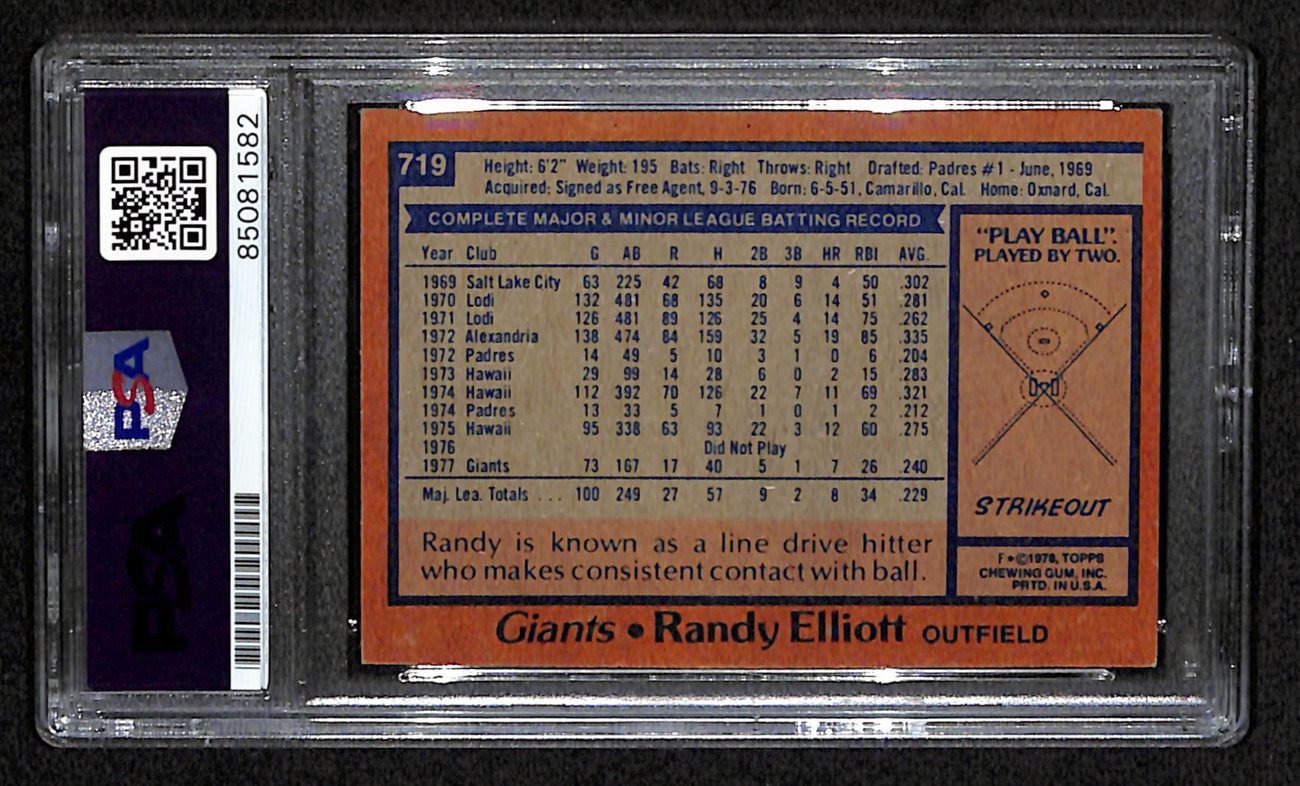 85081582
PSA
PSA
719
Height: 6'2" Weight: 195 Bats: Right Throws: Right Drafted: Padres #1 - June, 1969
Acquired: Signed as Free Agent, 9-3-76 Born: 6-5-51, Camarillo, Cal. Home: Oxnard, Cal.
COMPLETE MAJOR & MINOR LEAGUE BATTING RECORD
Year Club G AB R H 2B 3B HR RBI AVG.
1969 Salt Lake City 63 225 42 68 8 9 4 50 .302
1970 Lodi 132 481 68 135 20 6 14 51 .281
1971 Lodi 126 481 89 126 25 4 14 75 .262
1972 Alexandria 138 474 84 159 32 5 19 85 .335
1972 Padres 14 49 5 10 3 1 0 6 .204
1973 Hawaii 29 99 14 28 6 0 2 15 .283
1974 Hawaii 112 392 70 126 22 7 11 69 .321
1974 Padres 13 33 5 7 1 0 1 2 .212
1975 Hawaii 95 338 63 93 22 3 12 60 .275
1976 Did Not Play
1977 Giants 73 167 17 40 5 1 7 26 .240
Maj. Lea. Totals . . . 100 249 27 57 9 2 8 34 .229
Randy is known as a line drive hitter
who makes consistent contact with ball.
"PLAY BALL".
PLAYED BY TWO.
STRIKEOUT
F•©1978, TOPPS
CHEWING GUM, INC.
PRTD. IN U.S.A.
Giants • Randy Elliott OUTFIELD